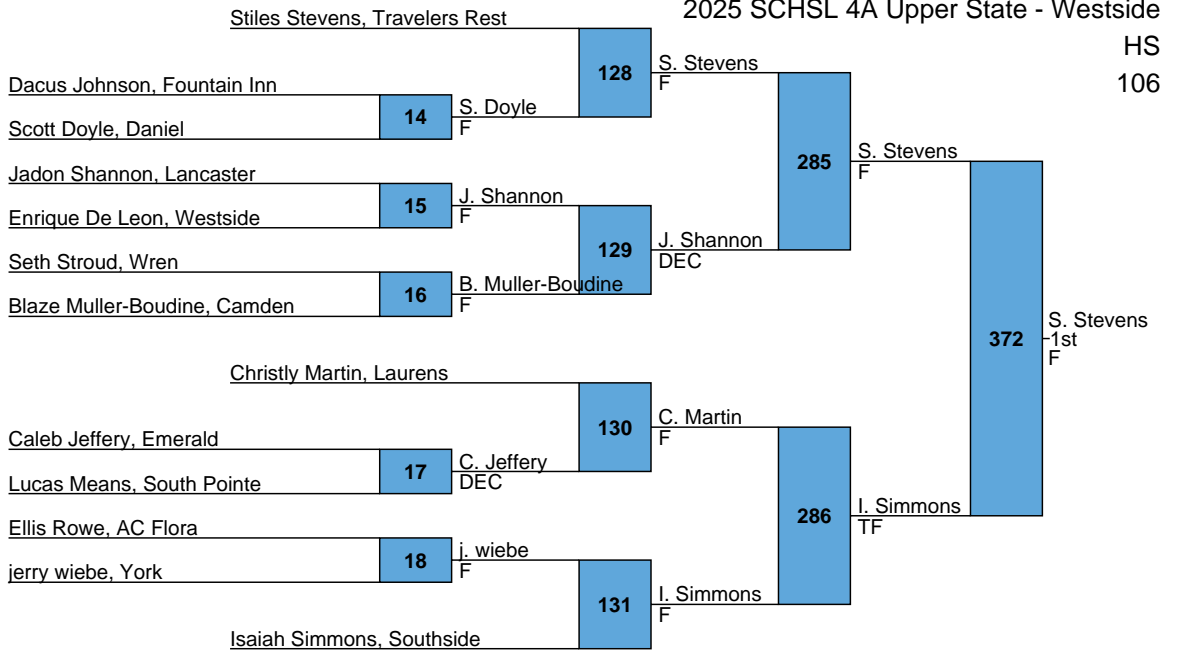 2025 SCHSL 4A Upper State - Westside
HS
106
Stiles Stevens, Travelers Rest
128
S. Stevens
F
Dacus Johnson, Fountain Inn
14
S. Doyle
F
Scott Doyle, Daniel
285
S. Stevens
F
Jadon Shannon, Lancaster
15
J. Shannon
F
Enrique De Leon, Westside
129
J. Shannon
DEC
Seth Stroud, Wren
16
B. Muller-Boudine
F
Blaze Muller-Boudine, Camden
372
S. Stevens
1st
F
Christly Martin, Laurens
130
C. Martin
F
Caleb Jeffery, Emerald
17
C. Jeffery
DEC
Lucas Means, South Pointe
286
I. Simmons
TF
Ellis Rowe, AC Flora
18
j. wiebe
F
jerry wiebe, York
131
I. Simmons
F
Isaiah Simmons, Southside